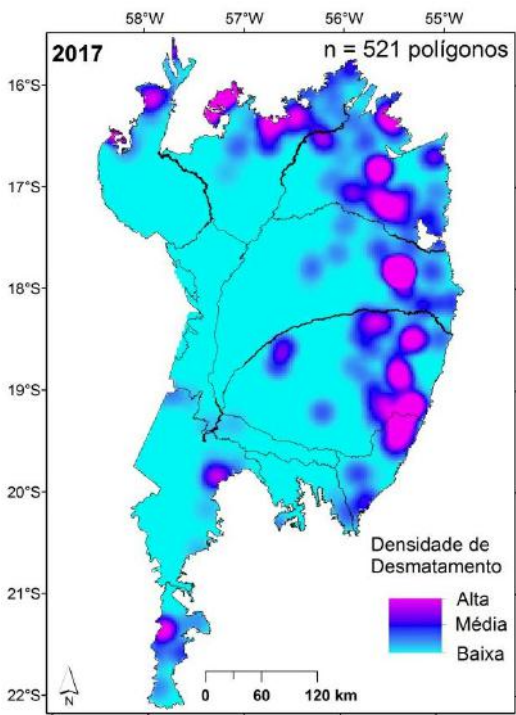 58°W 57°W 56°W 55°W
2017 n = 521 polígonos
16°S
17°S
18°S
19°S
20°S
21°S
22°S
Densidade de
Desmatamento
Alta
Média
Baixa
0 60 120 km
N